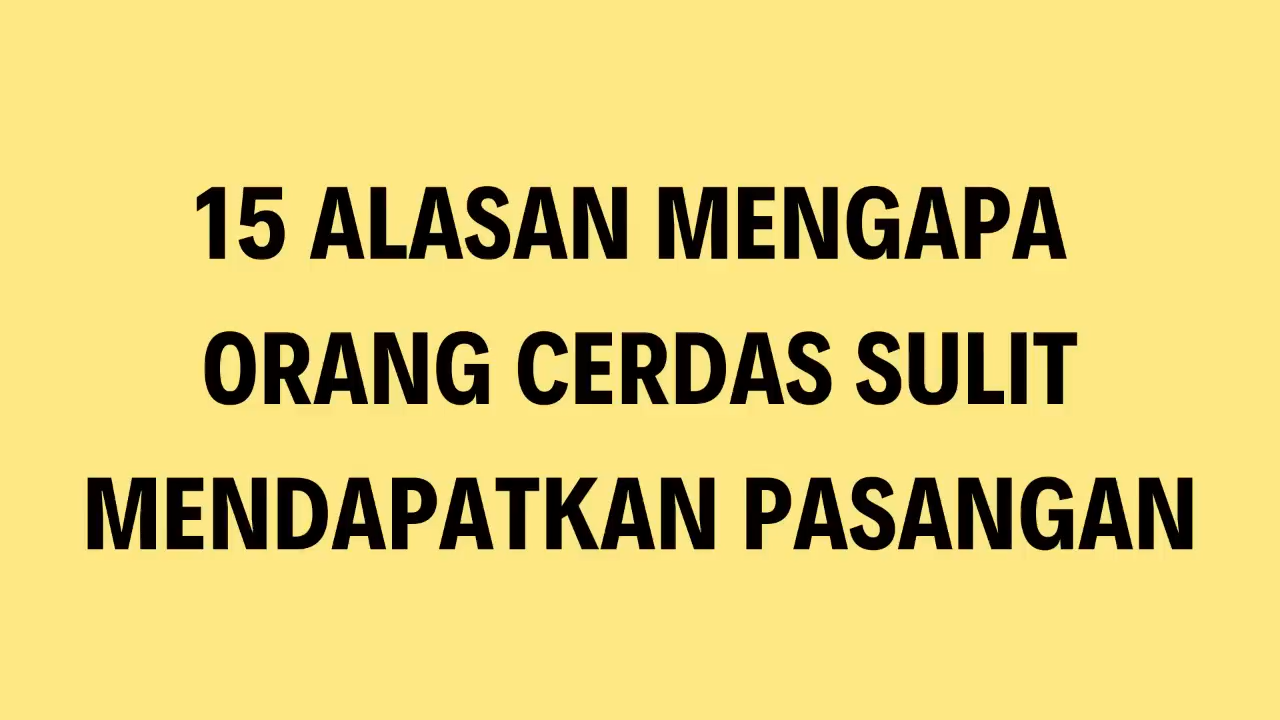 15 ALASAN MENGAPA
ORANG CERDAS SULIT
MENDAPATKAN PASANGAN